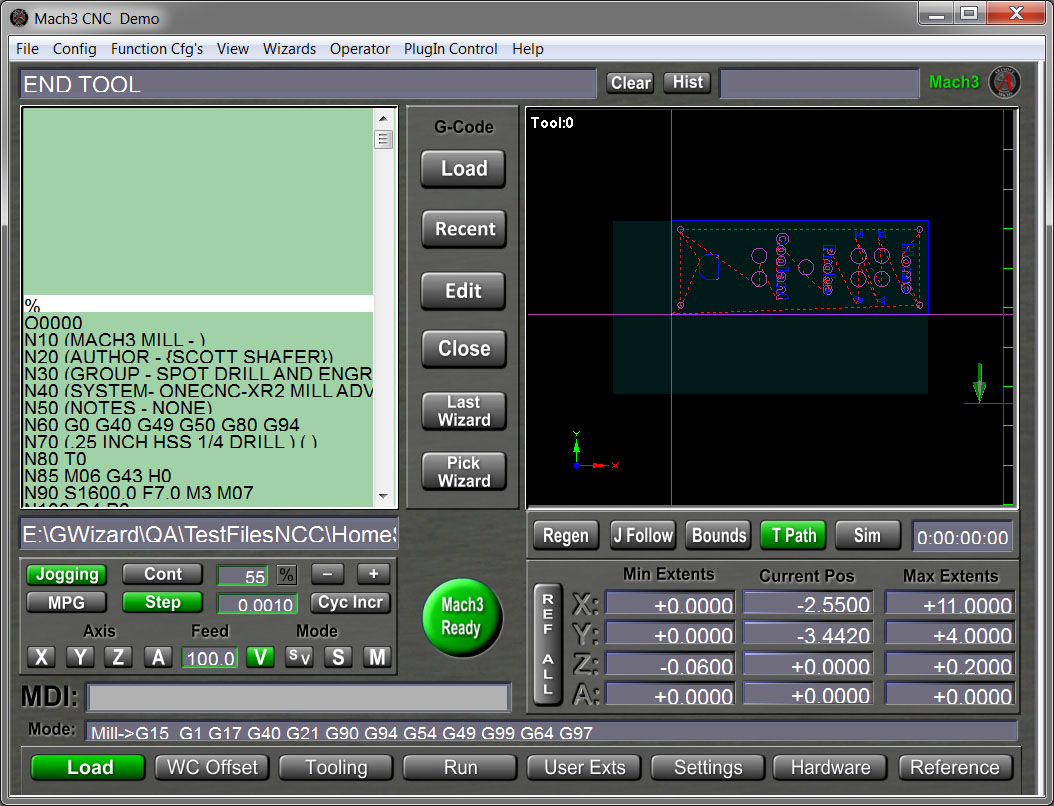 Mach3 CNC Demo
File Config Function Cfg's View Wizards Operator PlugIn Control Help
END TOOL
Clear Hist
Mach3
G-Code
Load
Recent
Edit
Close
Last
Wizard
Pick
Wizard
%
O0000
N10 (MACH3 MILL - )
N20 (AUTHOR - {SCOTT SHAFER})
N30 (GROUP - SPOT DRILL AND ENGR
N40 (SYSTEM- ONECNC-XR2 MILL ADV
N50 (NOTES - NONE)
N60 G0 G40 G49 G50 G80 G94
N70 (.25 INCH HSS 1/4 DRILL ) ( )
N80 T0
N85 M06 G43 H0
N90 S1600.0 F7.0 M3 M07
Tool:0
Coolant
Probe
Home
Y
X
E:\GWizard\QA\TestFilesNCC\Home
Regen J Follow Bounds T Path Sim 0:00:00:00
Jogging Cont 55 % − +
MPG Step 0.0010 Cyc Incr
Axis Feed Mode
X Y Z A 100.0 V S V S M
Mach3
Ready
REF ALL
Min Extents Current Pos Max Extents
X: +0.0000 -2.5500 +11.0000
Y: +0.0000 -3.4420 +4.0000
Z: -0.0600 +0.0000 +0.2000
A: +0.0000 +0.0000 +0.0000
MDI:
Mode: Mill->G15 G1 G17 G40 G21 G90 G94 G54 G49 G99 G64 G97
Load WC Offset Tooling Run User Exts Settings Hardware Reference